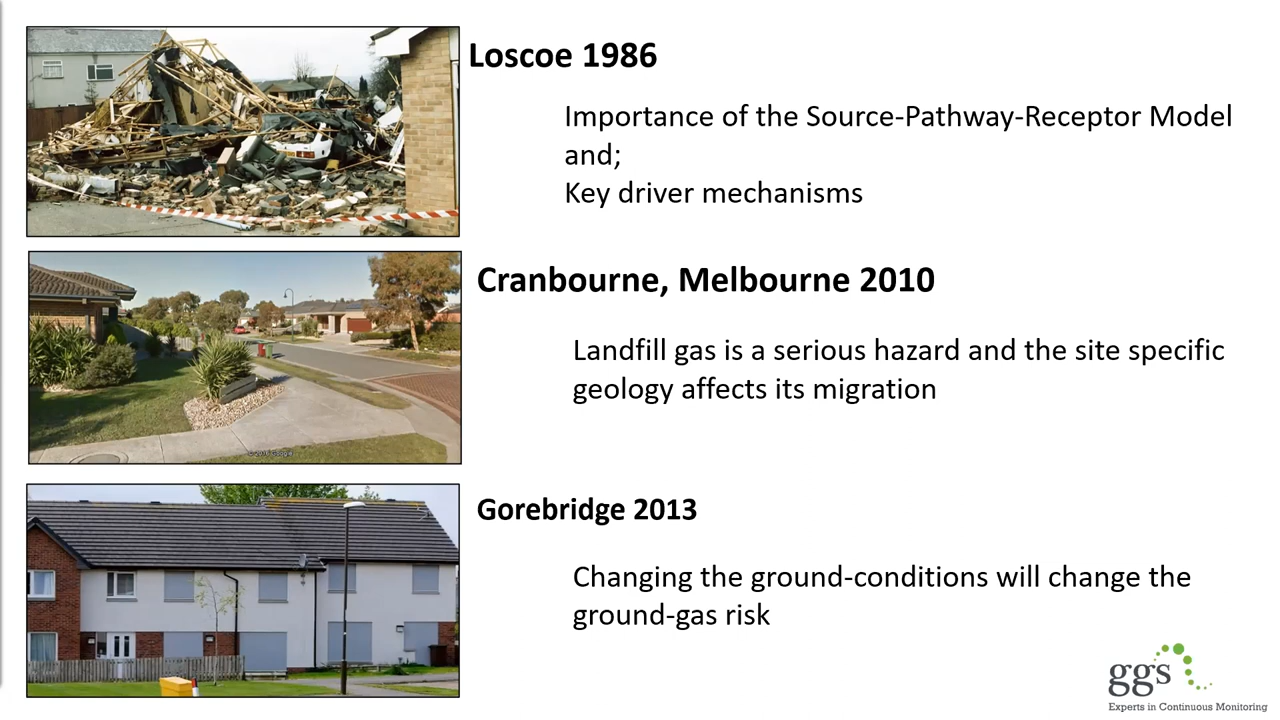 Loscoe 1986
Importance of the Source-Pathway-Receptor Model
and;
Key driver mechanisms
Cranbourne, Melbourne 2010
Landfill gas is a serious hazard and the site specific
geology affects its migration
Gorebridge 2013
Changing the ground-conditions will change the
ground-gas risk
ggs
Experts in Continuous Monitoring